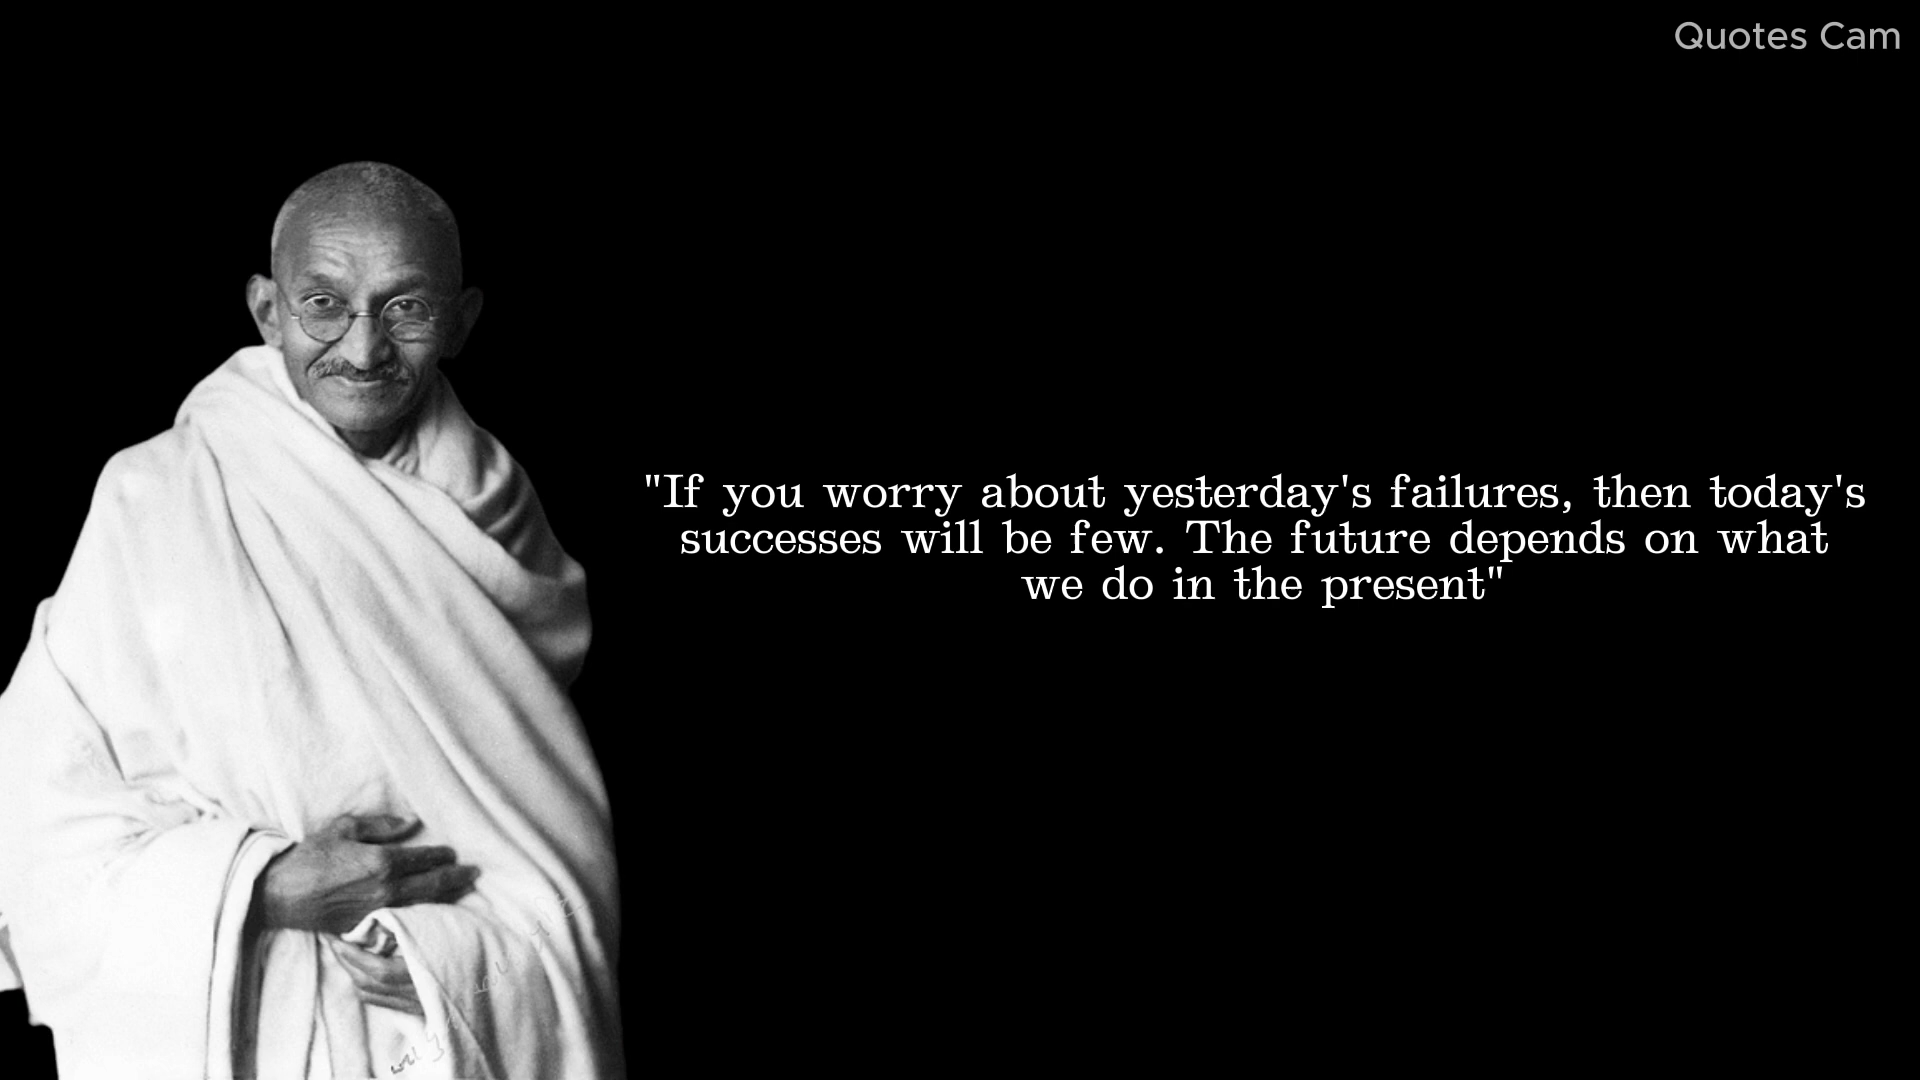 Quotes Cam
"If you worry about yesterday's failures, then today's
successes will be few. The future depends on what
we do in the present"